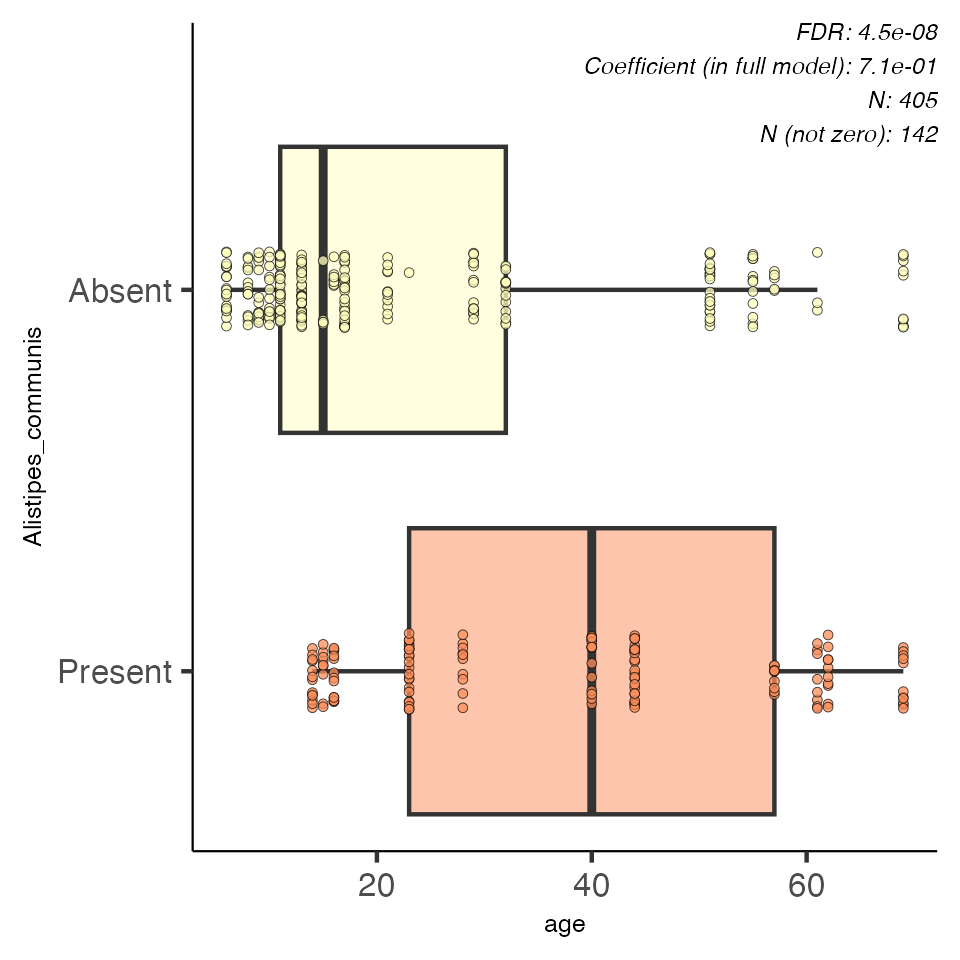 FDR: 4.5e-08
Coefficient (in full model): 7.1e-01
N: 405
N (not zero): 142
Alistipes_communis
Absent
Present
20
40
60
age